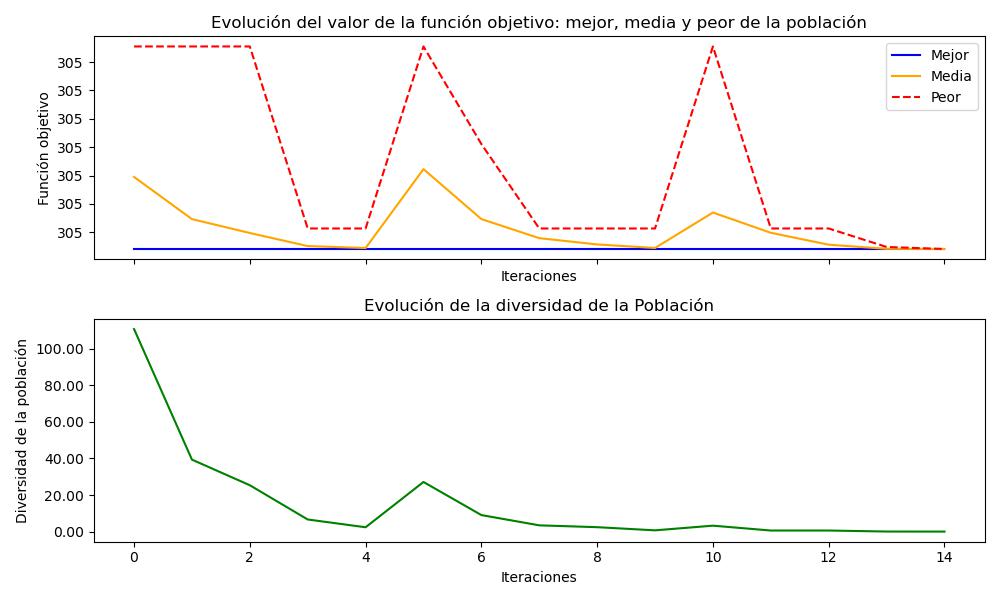 Evolución del valor de la función objetivo: mejor, media y peor de la población
Función objetivo
305
305
305
305
305
305
305
Mejor
Media
Peor
Iteraciones
Evolución de la diversidad de la Población
Diversidad de la población
100.00
80.00
60.00
40.00
20.00
0.00
0 2 4 6 8 10 12 14
Iteraciones